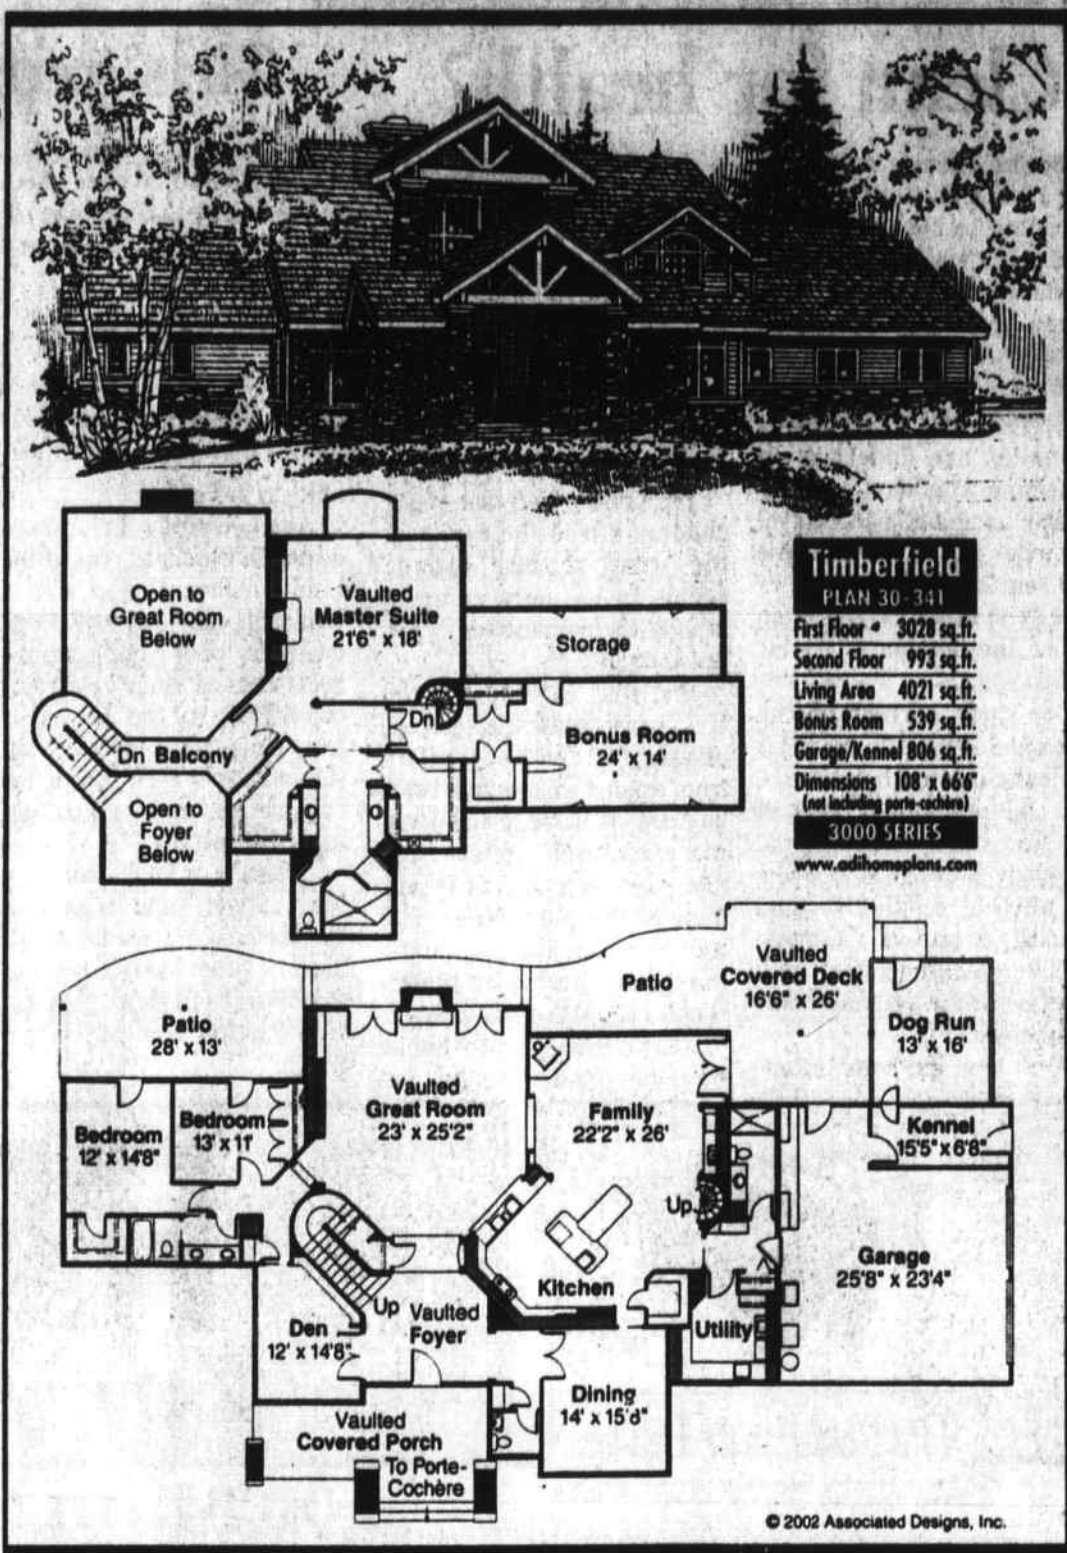 Open to
Great Room
Below
Vaulted
Master Suite
21'6" x 18'
Storage
Dn
Bonus Room
24' x 14'
Dn Balcony
Open to
Foyer
Below
Timberfield
PLAN 30-341
First Floor 3028 sq.ft.
Second Floor 993 sq.ft.
Living Area 4021 sq.ft.
Bonus Room 539 sq.ft.
Garage/Kennel 806 sq.ft.
Dimensions 108' x 66'6"
(not including porte-cochère)
3000 SERIES
www.adihomeplans.com
Patio
28' x 13'
Patio
Vaulted
Covered Deck
16'6" x 26'
Dog Run
13' x 16'
Bedroom
12' x 14'8"
Bedroom
13' x 11'
Vaulted
Great Room
23' x 25'2"
Family
22'2" x 26'
Kennel
15'5" x 6'8"
Up
Garage
25'8" x 23'4"
Kitchen
Up
Vaulted
Foyer
Den
12' x 14'8"
Utility
Dining
14' x
Vaulted
Covered Porch
To Porte-
Cochère
© 2002 Associated Designs, Inc.